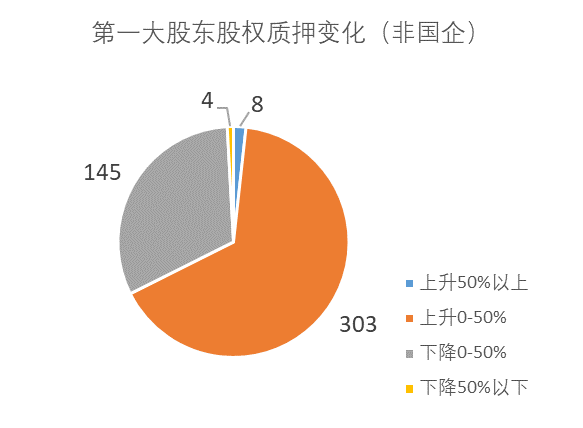 第一大股东股权质押变化（非国企）
4
8
145
303
上升50%以上
上升0-50%
下降0-50%
下降50%以下